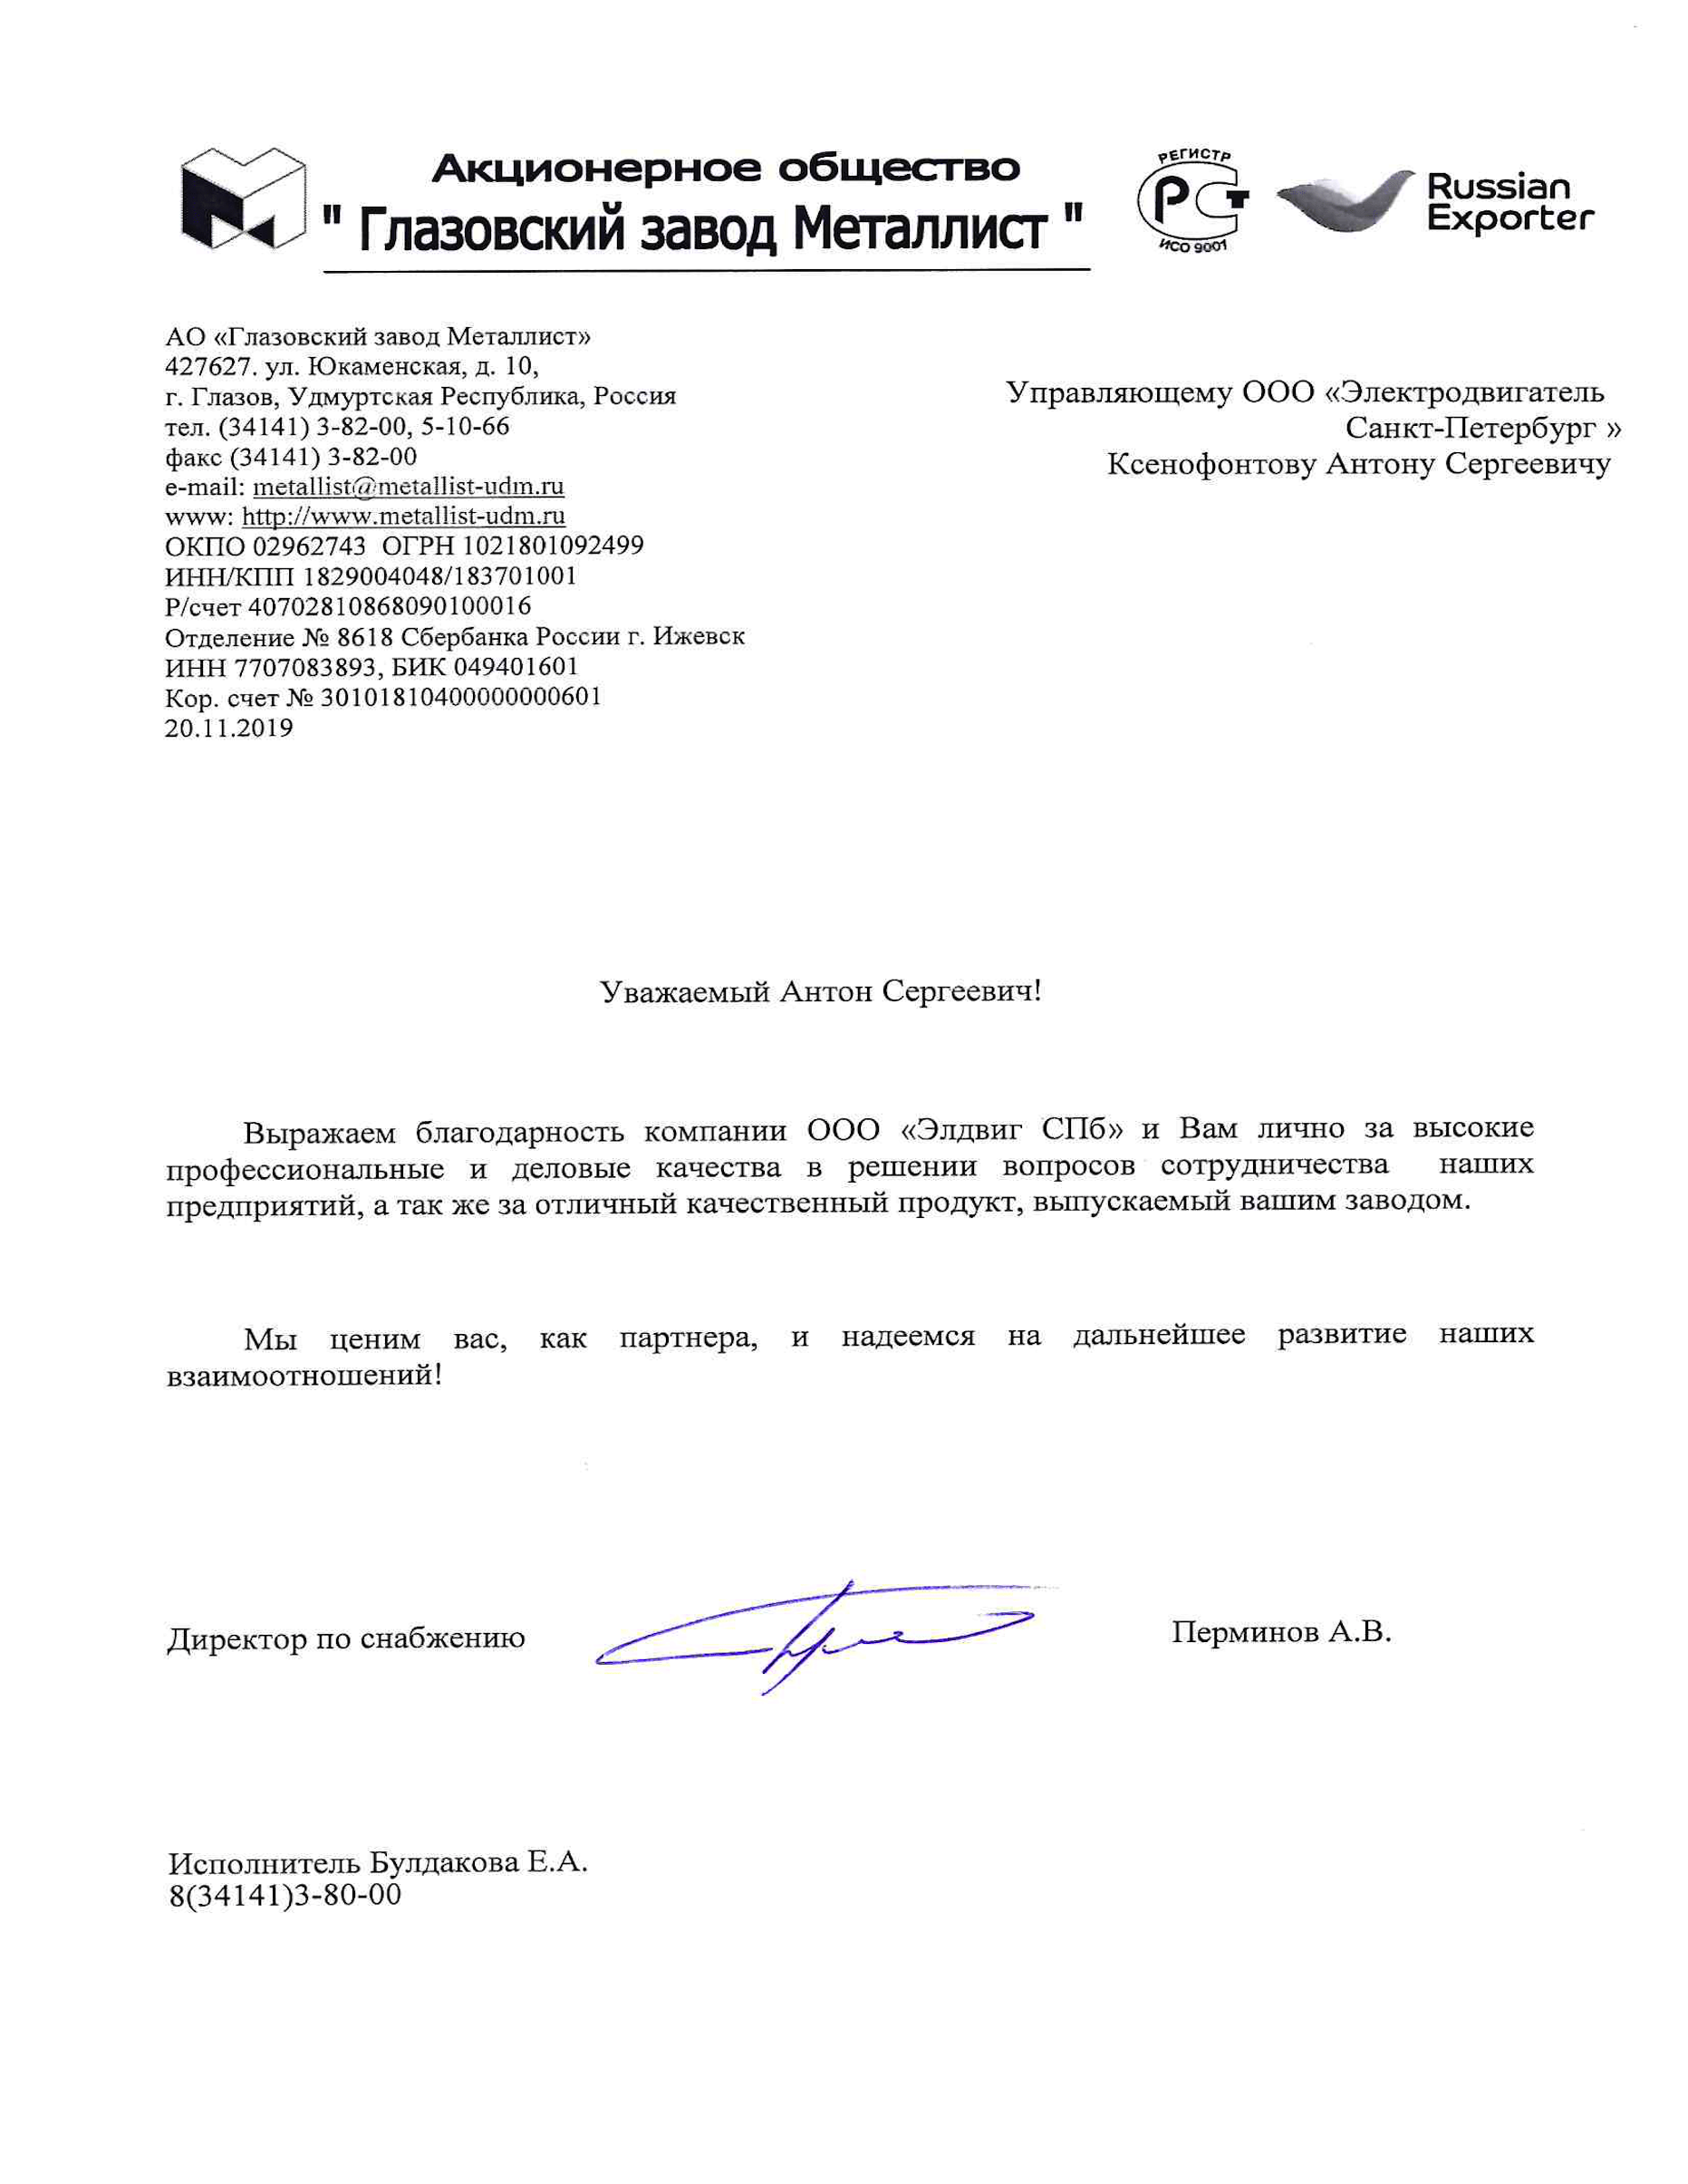 Акционерное общество
" Глазовский завод Металлист "
РЕГИСТР
РСТ
ИСО 9001
Russian
Exporter
АО «Глазовский завод Металлист»
427627. ул. Юкаменская, д. 10,
г. Глазов, Удмуртская Республика, Россия
тел. (34141) 3-82-00, 5-10-66
факс (34141) 3-82-00
e-mail: metallist@metallist-udm.ru
www: http://www.metallist-udm.ru
ОКПО 02962743 ОГРН 1021801092499
ИНН/КПП 1829004048/183701001
Р/счет 40702810868090100016
Отделение № 8618 Сбербанка России г. Ижевск
ИНН 7707083893, БИК 049401601
Кор. счет № 30101810400000000601
20.11.2019
Управляющему ООО «Электродвигатель
Санкт-Петербург »
Ксенофонтову Антону Сергеевичу
Уважаемый Антон Сергеевич!
Выражаем благодарность компании ООО «Элдвиг СПб» и Вам лично за высокие
профессиональные и деловые качества в решении вопросов сотрудничества наших
предприятий, а так же за отличный качественный продукт, выпускаемый вашим заводом.
Мы ценим вас, как партнера, и надеемся на дальнейшее развитие наших
взаимоотношений!
Директор по снабжению
Перминов А.В.
Исполнитель Булдакова Е.А.
8(34141)3-80-00